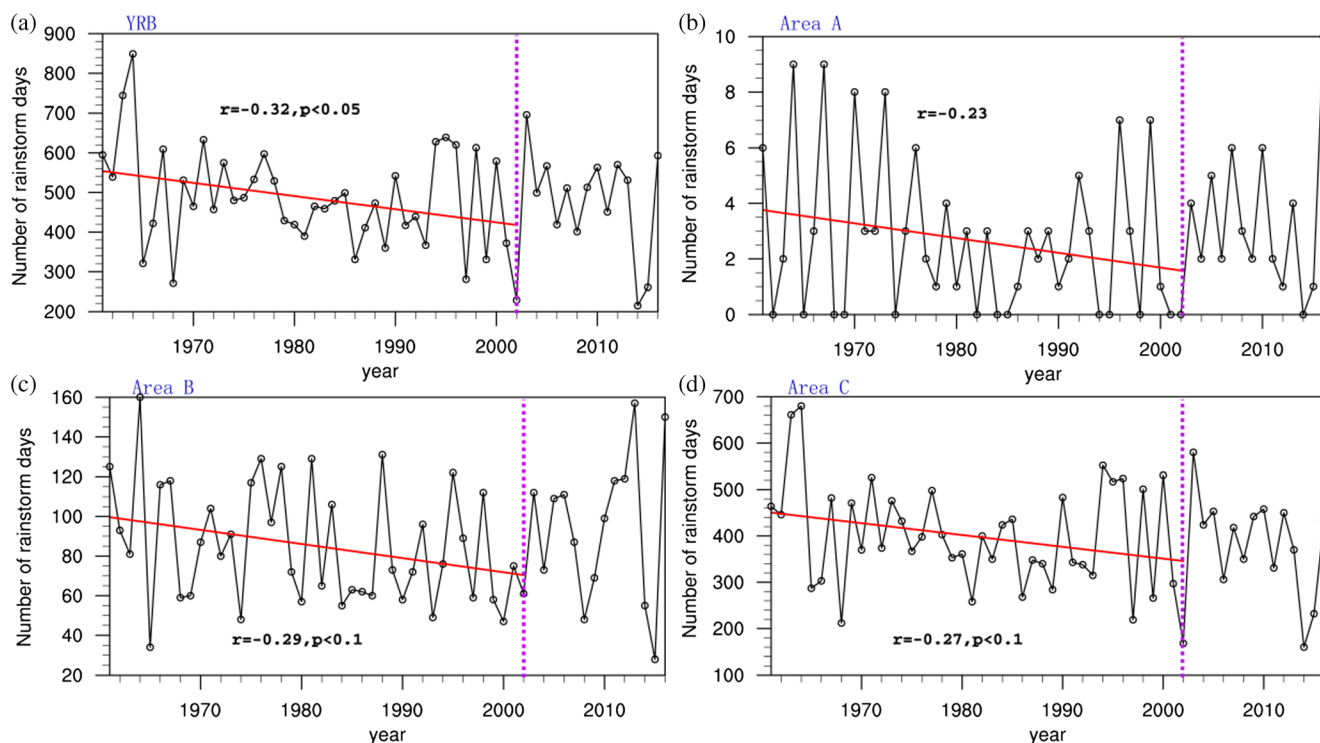 (a) YRB
Number of rainstorm days
900
800
700
600
500
400
300
200
r=-0.32,p<0.05
1970 1980 1990 2000 2010
year
(b) Area A
Number of rainstorm days
10
8
6
4
2
0
r=-0.23
1970 1980 1990 2000 2010
year
(c) Area B
Number of rainstorm days
160
140
120
100
80
60
40
20
r=-0.29,p<0.1
1970 1980 1990 2000 2010
year
(d) Area C
Number of rainstorm days
700
600
500
400
300
200
100
r=-0.27,p<0.1
1970 1980 1990 2000 2010
year